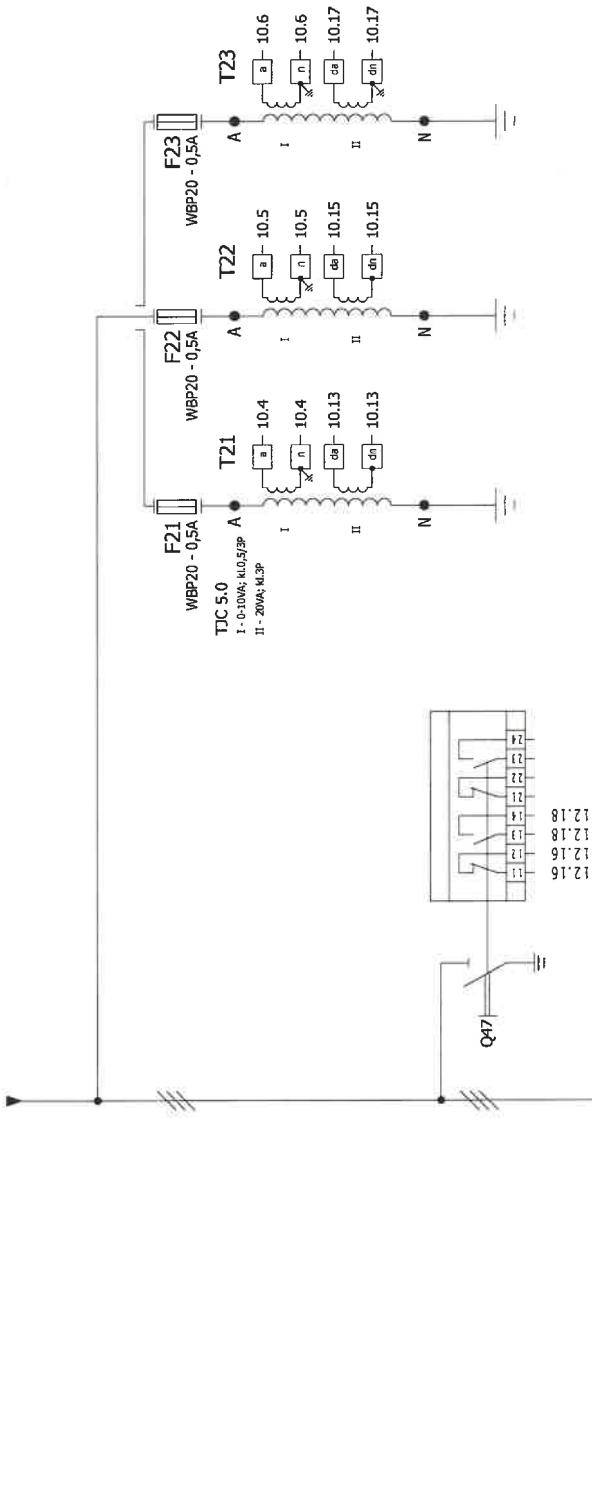 F21
WBP20 - 0,5A
F22
WBP20 - 0,5A
F23
WBP20 - 0,5A
A
A
A
TJC 5.0
I - 0-10VA; kl.0,5/3P
II - 20VA; kl.3P
T21
a 10.4
n 10.4
da 10.13
dn 10.13
I
II
N
T22
a 10.5
n 10.5
da 10.15
dn 10.15
I
II
N
T23
a 10.6
n 10.6
da 10.17
dn 10.17
I
II
N
Q47
11 12 13 14 21 22 23 24
12.16
12.16
12.18
12.18